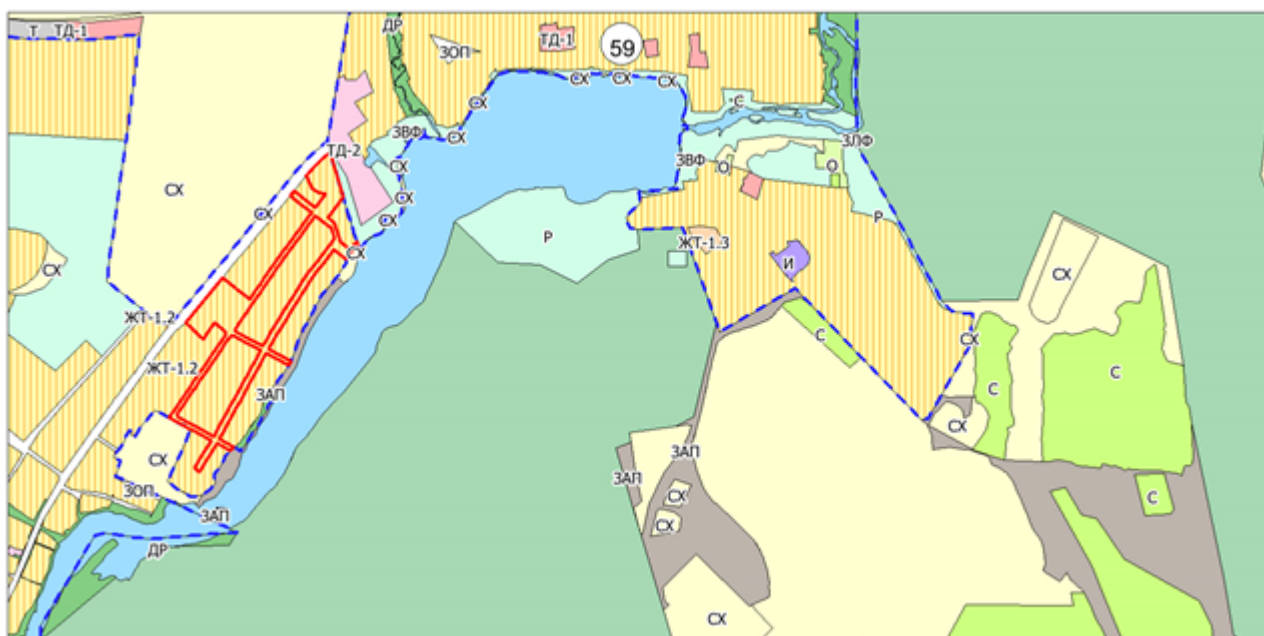 Т ТД-1
ДР
ТД-1
59
ЗОП
СХ СХ СХ
СХ
С
ЗВФ
СХ
ЗЛФ
ТД-2
СХ
ЗВФ
О
О
СХ
СХ
СХ
СХ
Р
Р
ЖТ-1.3
СХ
СХ
И
СХ
ЖТ-1.2
С
СХ
ЖТ-1.2
С
С
ЗАП
СХ
СХ
ЗАП
ЗОП
ЗАП
СХ
С
ЗАП
СХ
ДР
СХ